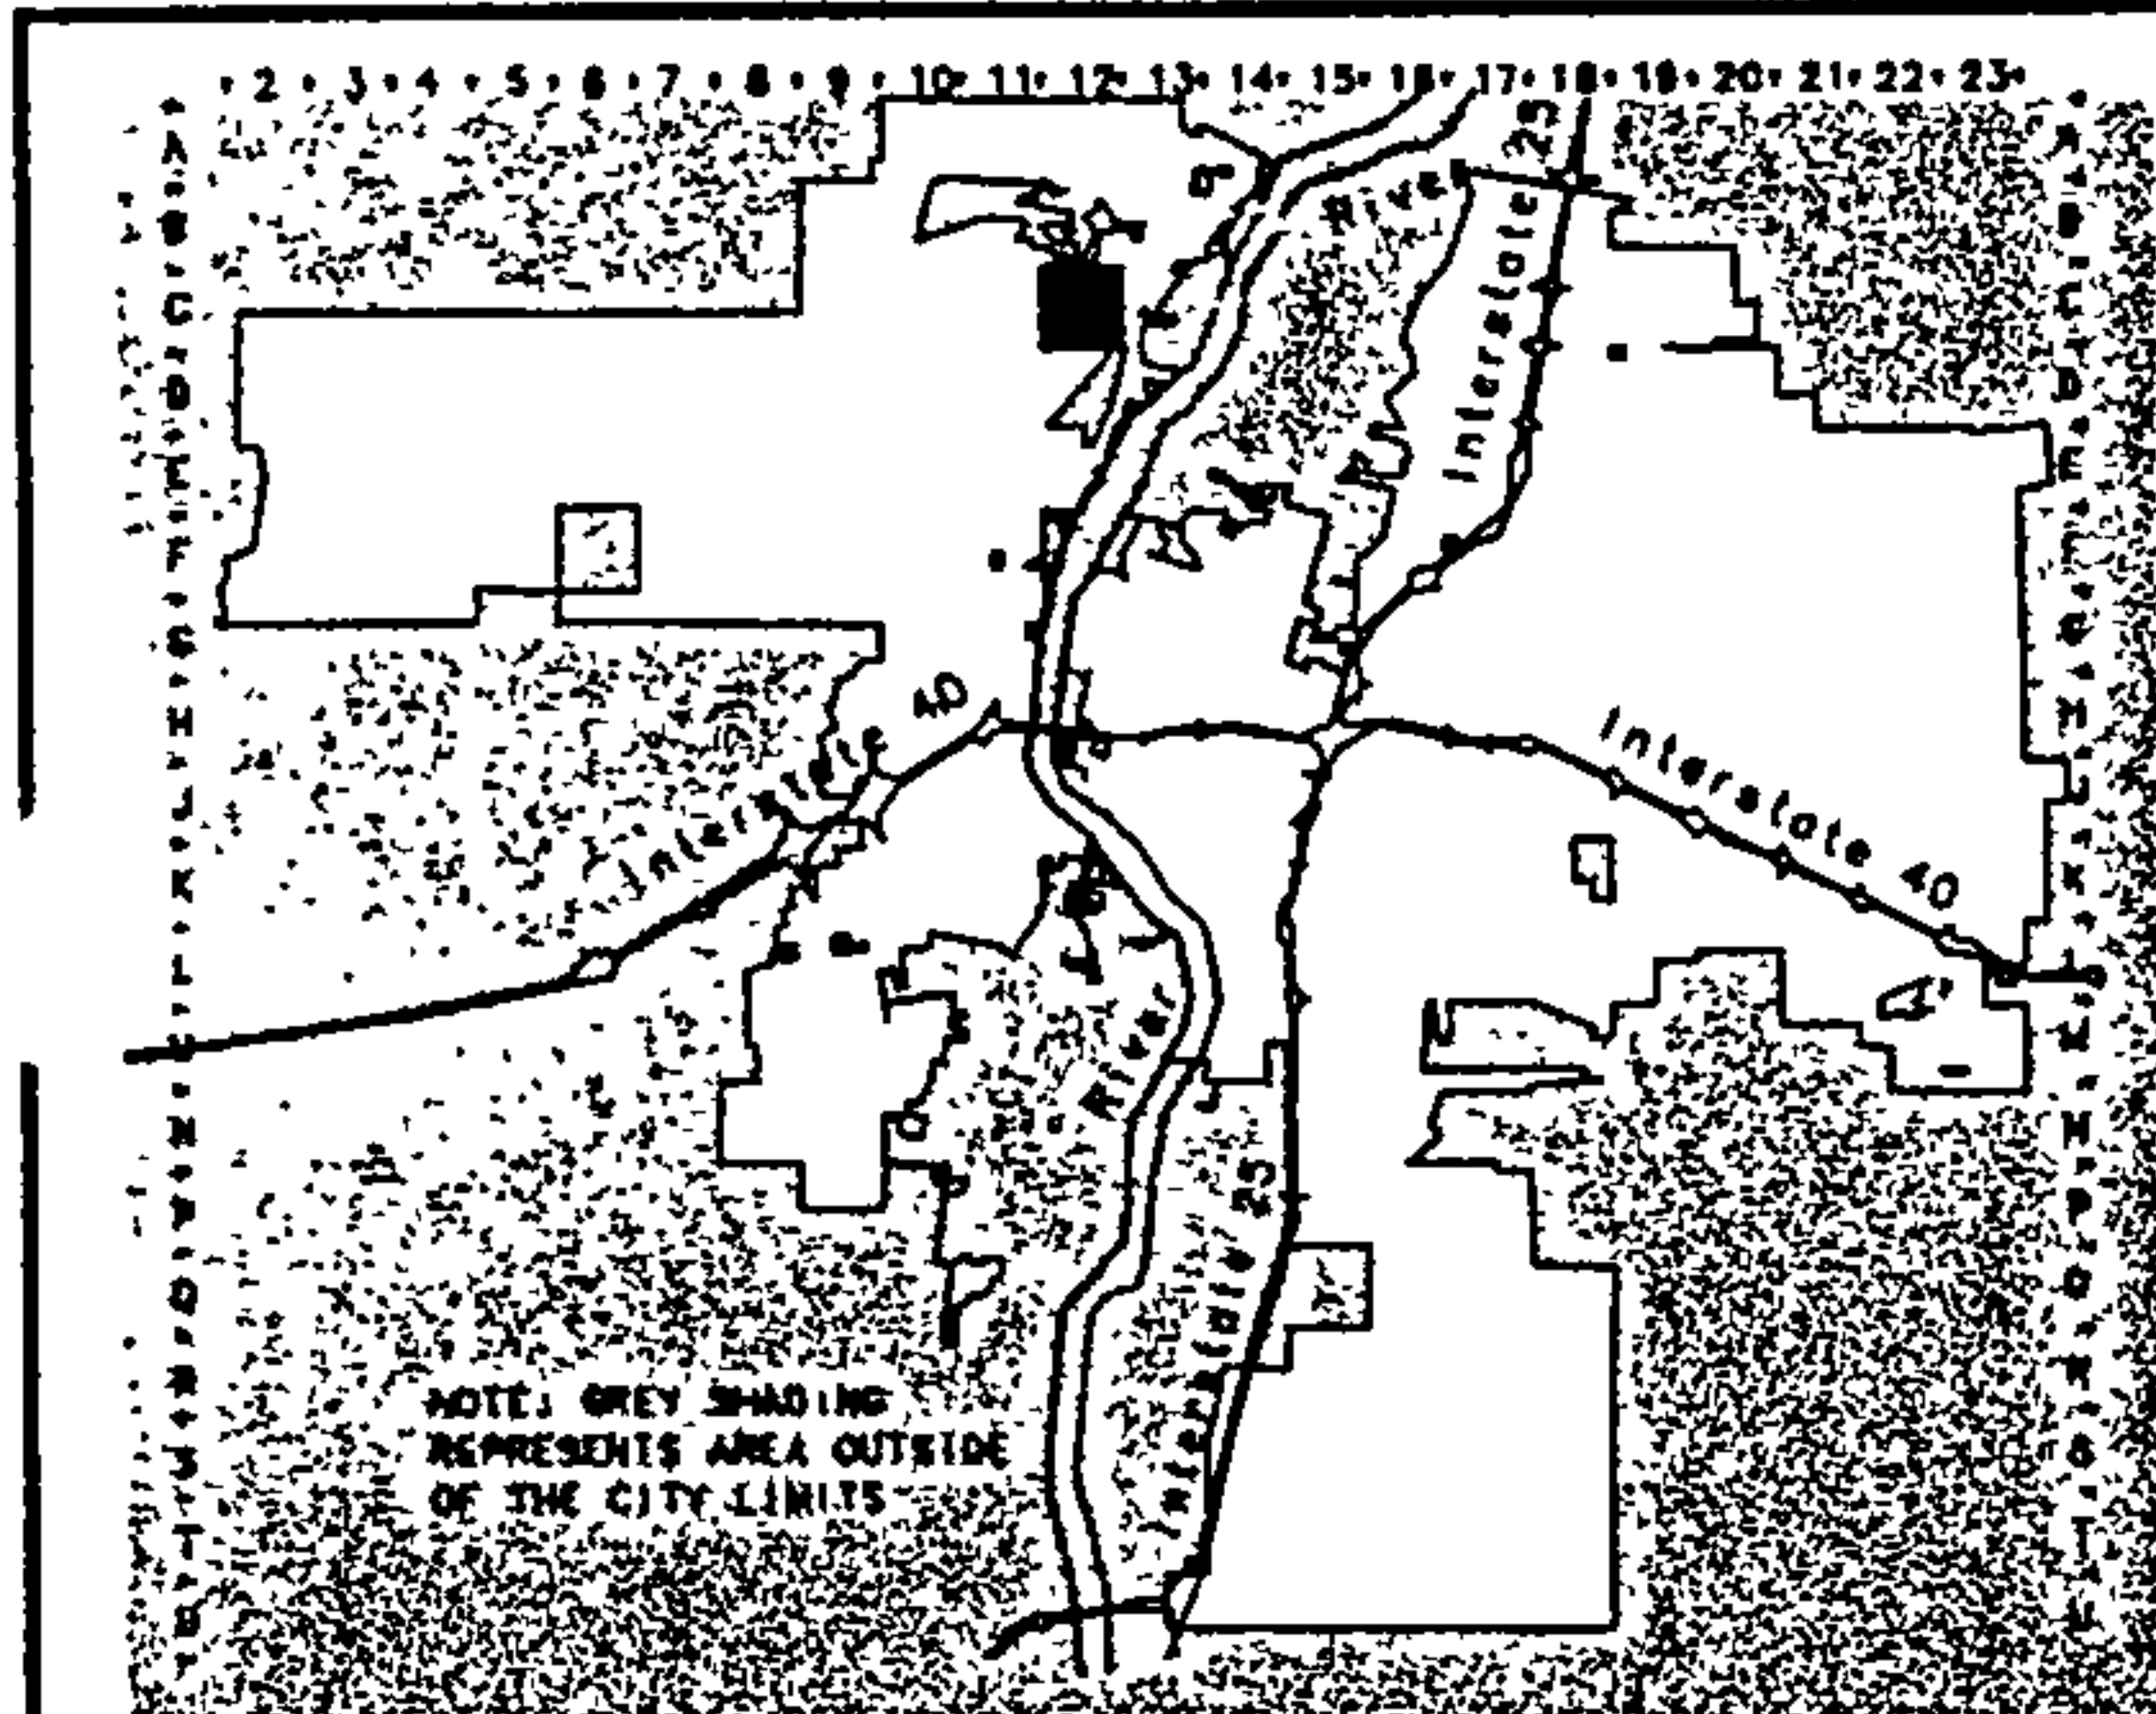 2 3 4 5 6 7 8 9 10 11 12 13 14 15 16 17 18 19 20 21 22 23
A
B
C
D
E
F
G
H
J
K
L
M
N
P
Q
R
S
T
U
River
Interstate 25
Interstate 40
Interstate 40
River
Interstate 25
NOTE: GREY SHADING
REPRESENTS AREA OUTSIDE
OF THE CITY LIMITS